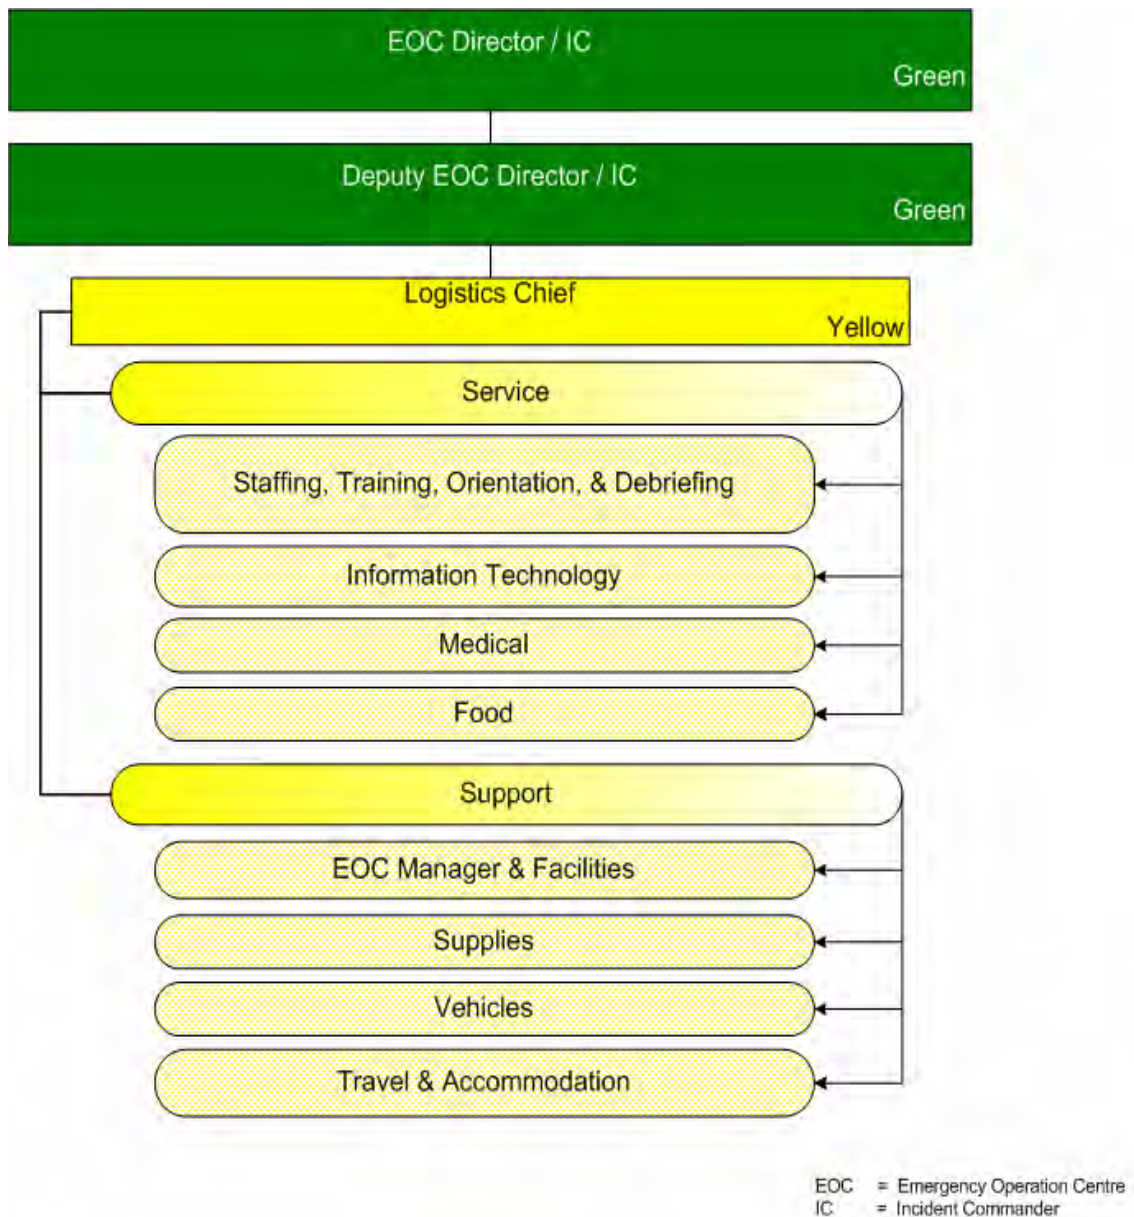 EOC Director / IC
Green
Deputy EOC Director / IC
Green
Logistics Chief
Yellow
Service
Staffing, Training, Orientation, & Debriefing
Information Technology
Medical
Food
Support
EOC Manager & Facilities
Supplies
Vehicles
Travel & Accommodation
EOC = Emergency Operation Centre
IC = Incident Commander